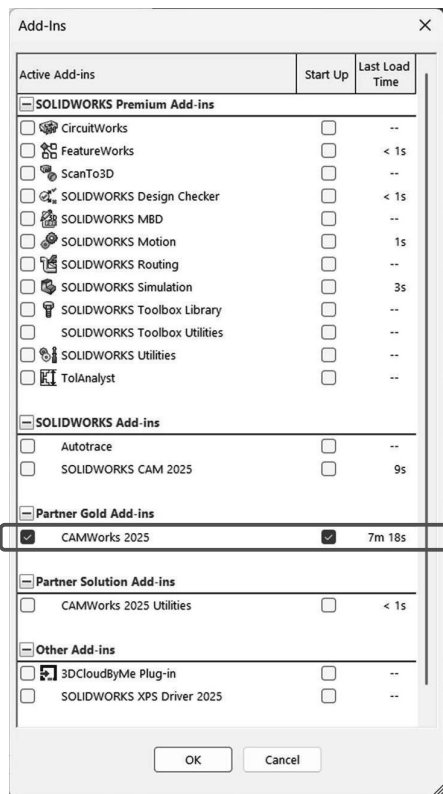 Add-Ins
Active Add-ins Start Up Last Load Time
SOLIDWORKS Premium Add-ins
CircuitWorks --
FeatureWorks < 1s
ScanTo3D --
SOLIDWORKS Design Checker < 1s
SOLIDWORKS MBD --
SOLIDWORKS Motion 1s
SOLIDWORKS Routing --
SOLIDWORKS Simulation 3s
SOLIDWORKS Toolbox Library --
SOLIDWORKS Toolbox Utilities --
SOLIDWORKS Utilities --
TolAnalyst --
SOLIDWORKS Add-ins
Autotrace --
SOLIDWORKS CAM 2025 9s
Partner Gold Add-ins
CAMWorks 2025 7m 18s
Partner Solution Add-ins
CAMWorks 2025 Utilities < 1s
Other Add-ins
3DCloudByMe Plug-in --
SOLIDWORKS XPS Driver 2025 --
OK Cancel